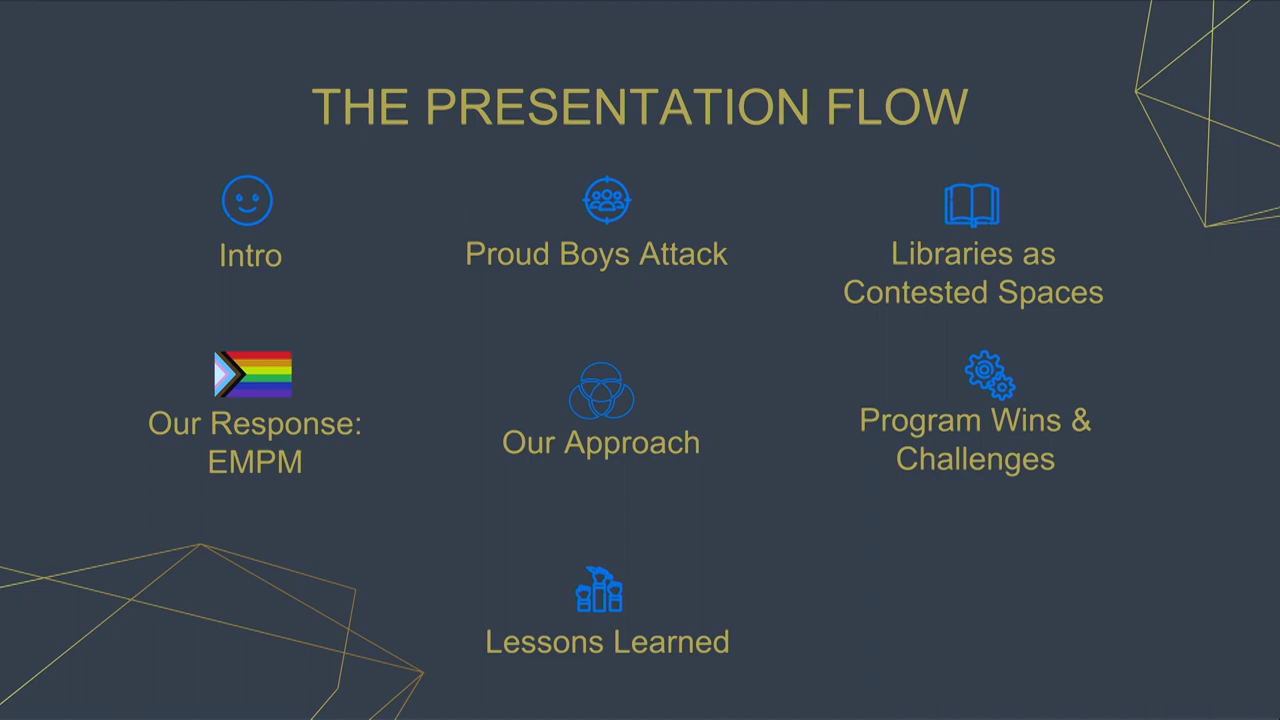 THE PRESENTATION FLOW
Intro
Proud Boys Attack
Libraries as
Contested Spaces
Our Response:
EMPM
Our Approach
Program Wins &
Challenges
Lessons Learned